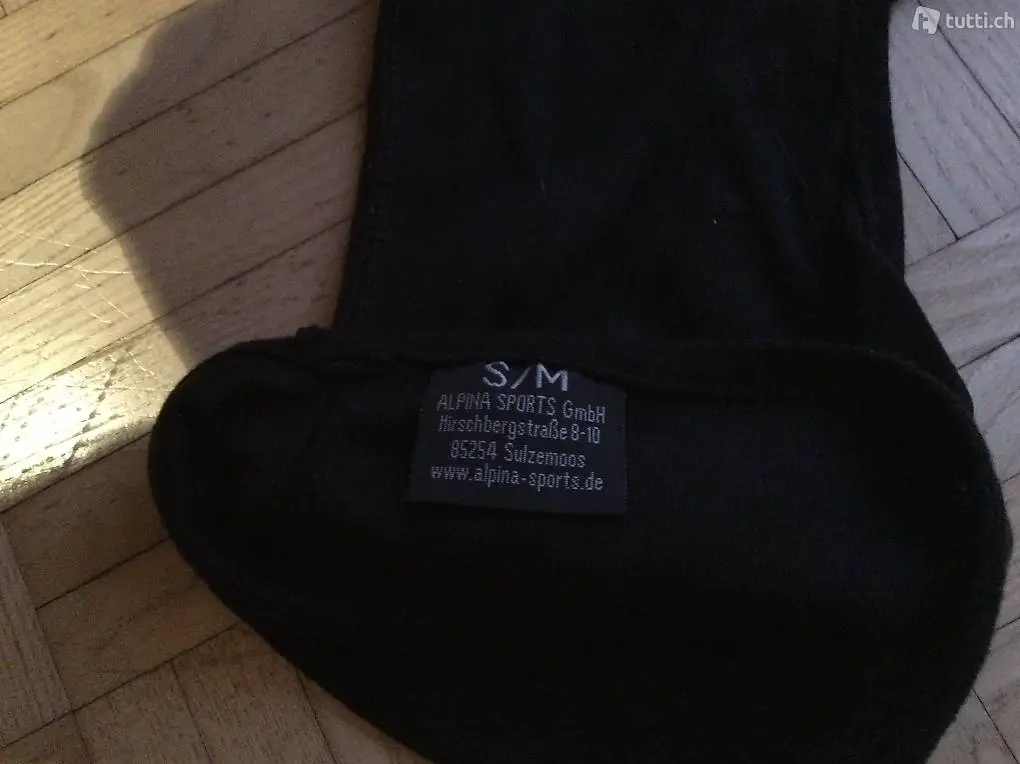 tutti.ch
S/M
ALPINA SPORTS GmbH
Hirschbergstraße 8-10
85254 Sulzemoos
www.alpina-sports.de